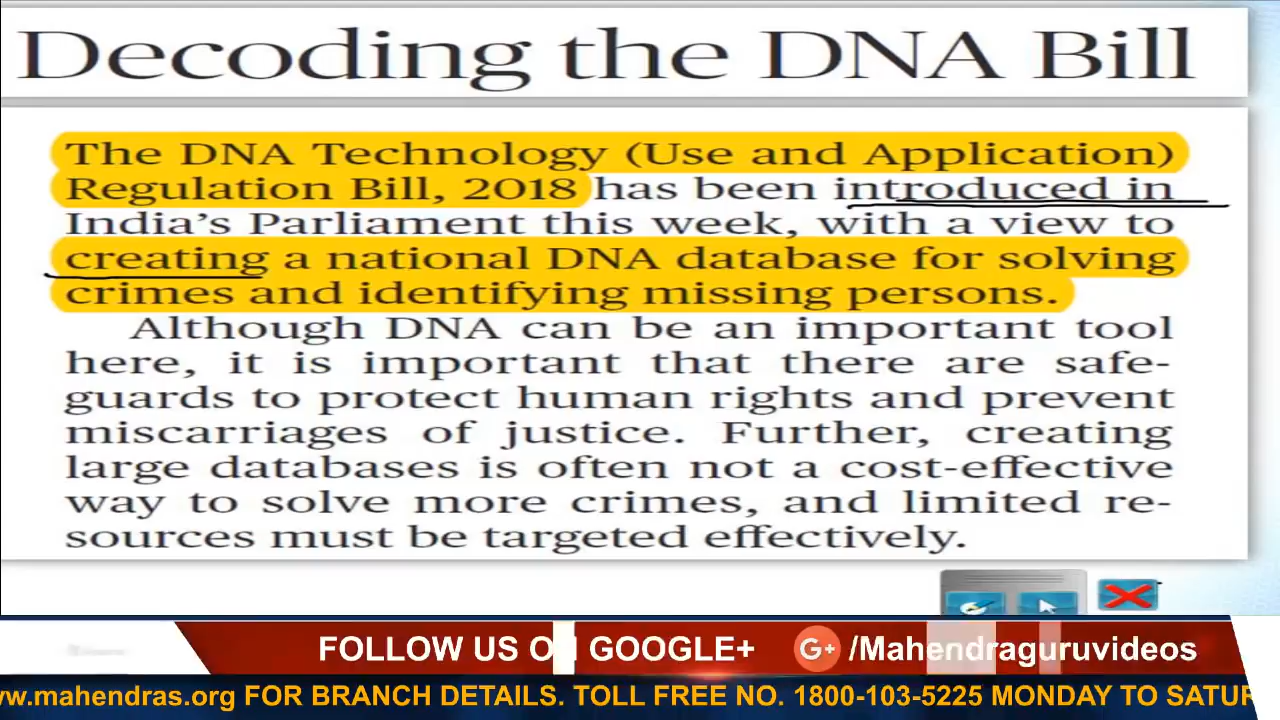 Decoding the DNA Bill
The DNA Technology (Use and Application)
Regulation Bill, 2018 has been introduced in
India's Parliament this week, with a view to
creating a national DNA database for solving
crimes and identifying missing persons.
Although DNA can be an important tool
here, it is important that there are safe-
guards to protect human rights and prevent
miscarriages of justice. Further, creating
large databases is often not a cost-effective
way to solve more crimes, and limited re-
sources must be targeted effectively.
FOLLOW US ON GOOGLE+ G+ /Mahendraguruvideos
ww.mahendras.org FOR BRANCH DETAILS. TOLL FREE NO. 1800-103-5225 MONDAY TO SATUR